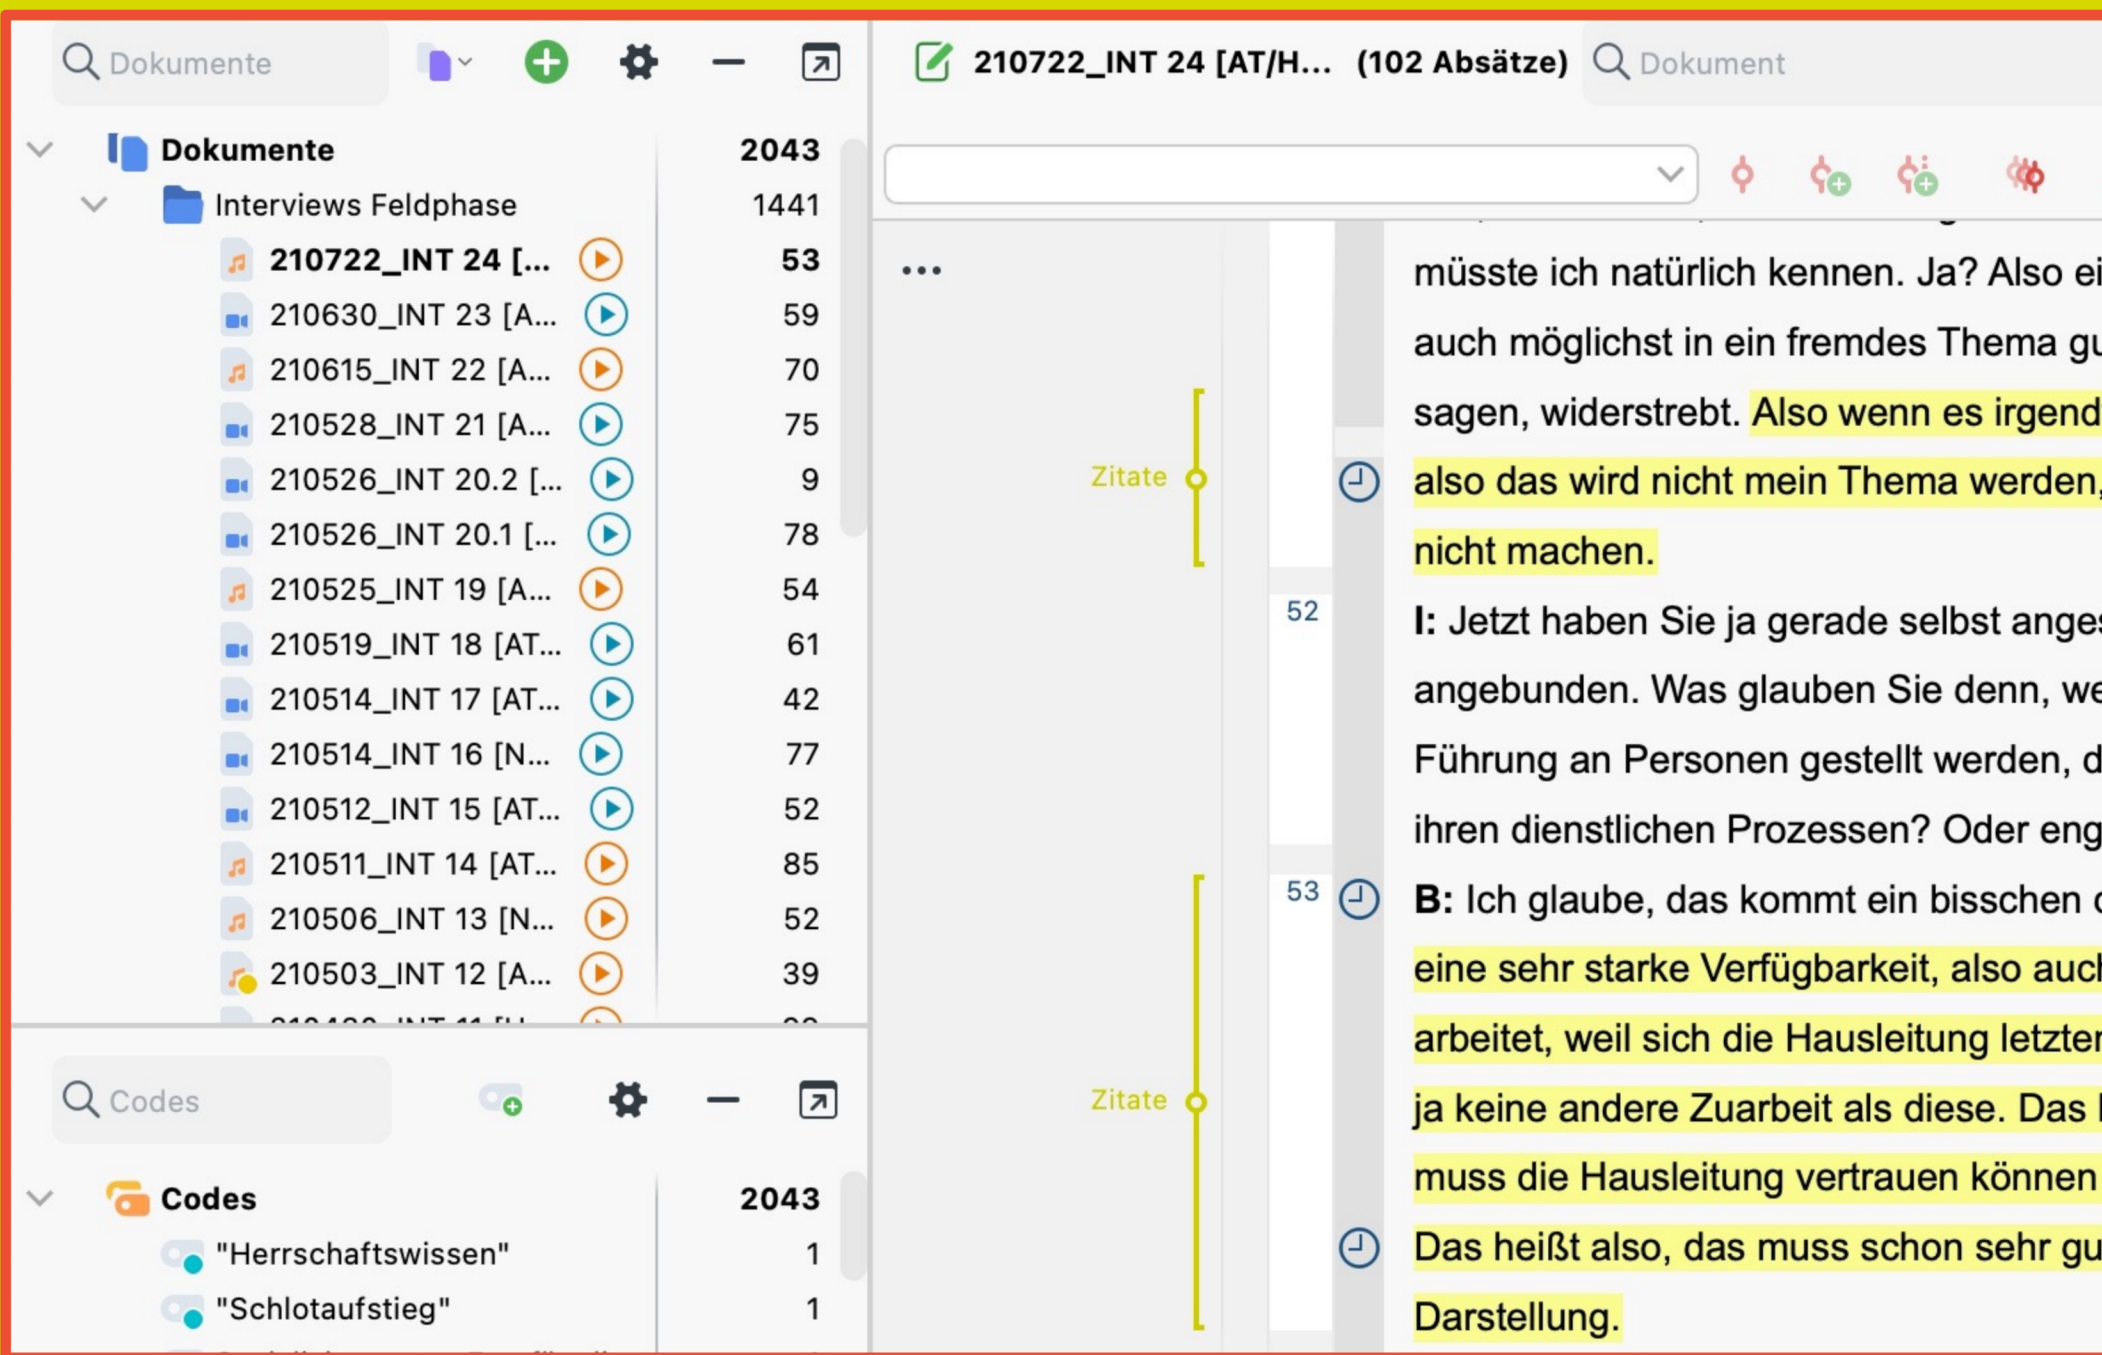 Dokumente
Dokumente 2043
Interviews Feldphase 1441
210722_INT 24 [... 53
210630_INT 23 [A... 59
210615_INT 22 [A... 70
210528_INT 21 [A... 75
210526_INT 20.2 [... 9
210526_INT 20.1 [... 78
210525_INT 19 [A... 54
210519_INT 18 [AT... 61
210514_INT 17 [AT... 42
210514_INT 16 [N... 77
210512_INT 15 [AT... 52
210511_INT 14 [AT... 85
210506_INT 13 [N... 52
210503_INT 12 [A... 39
Codes
Codes 2043
"Herrschaftswissen" 1
"Schlotaufstieg" 1
210722_INT 24 [AT/H... (102 Absätze) Dokument
müsste ich natürlich kennen. Ja? Also
auch möglichst in ein fremdes Thema
sagen, widerstrebt. Also wenn es irgend
Zitate
also das wird nicht mein Thema werden,
nicht machen.
52 I: Jetzt haben Sie ja gerade selbst
angebunden. Was glauben Sie denn,
Führung an Personen gestellt werden,
ihren dienstlichen Prozessen? Oder
53 B: Ich glaube, das kommt ein bisschen
eine sehr starke Verfügbarkeit, also
arbeitet, weil sich die Hausleitung
Zitate
ja keine andere Zuarbeit als diese. Das
muss die Hausleitung vertrauen können
Das heißt also, das muss schon sehr
Darstellung.